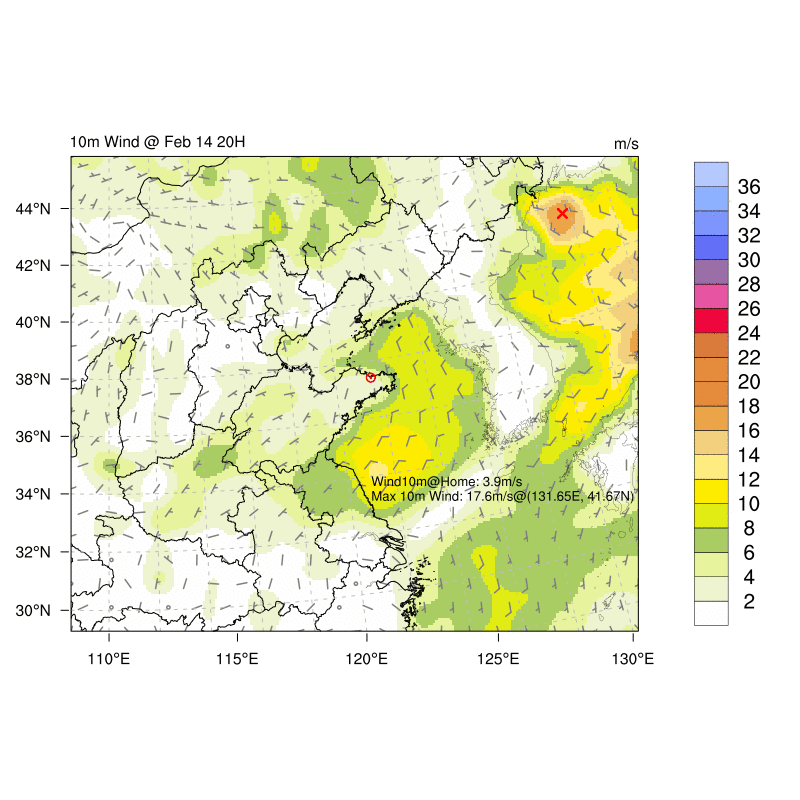 10m Wind @ Feb 14 20H
m/s
44°N
42°N
40°N
38°N
36°N
34°N
32°N
30°N
110°E
115°E
120°E
125°E
130°E
Wind10m@Home: 3.9m/s
Max 10m Wind: 17.6m/s@(131.65E, 41.67N)
36
34
32
30
28
26
24
22
20
18
16
14
12
10
8
6
4
2